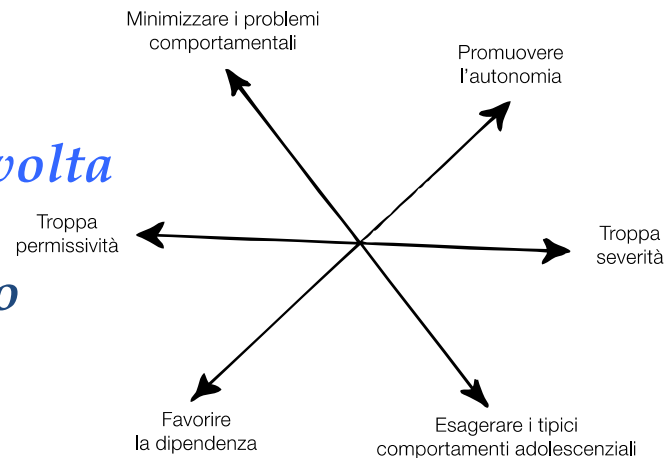 Minimizzare i problemi
comportamentali
Promuovere
l'autonomia
volta
Troppa
permissività
Troppa
severità
o
Favorire
la dipendenza
Esagerare i tipici
comportamenti adolescenziali